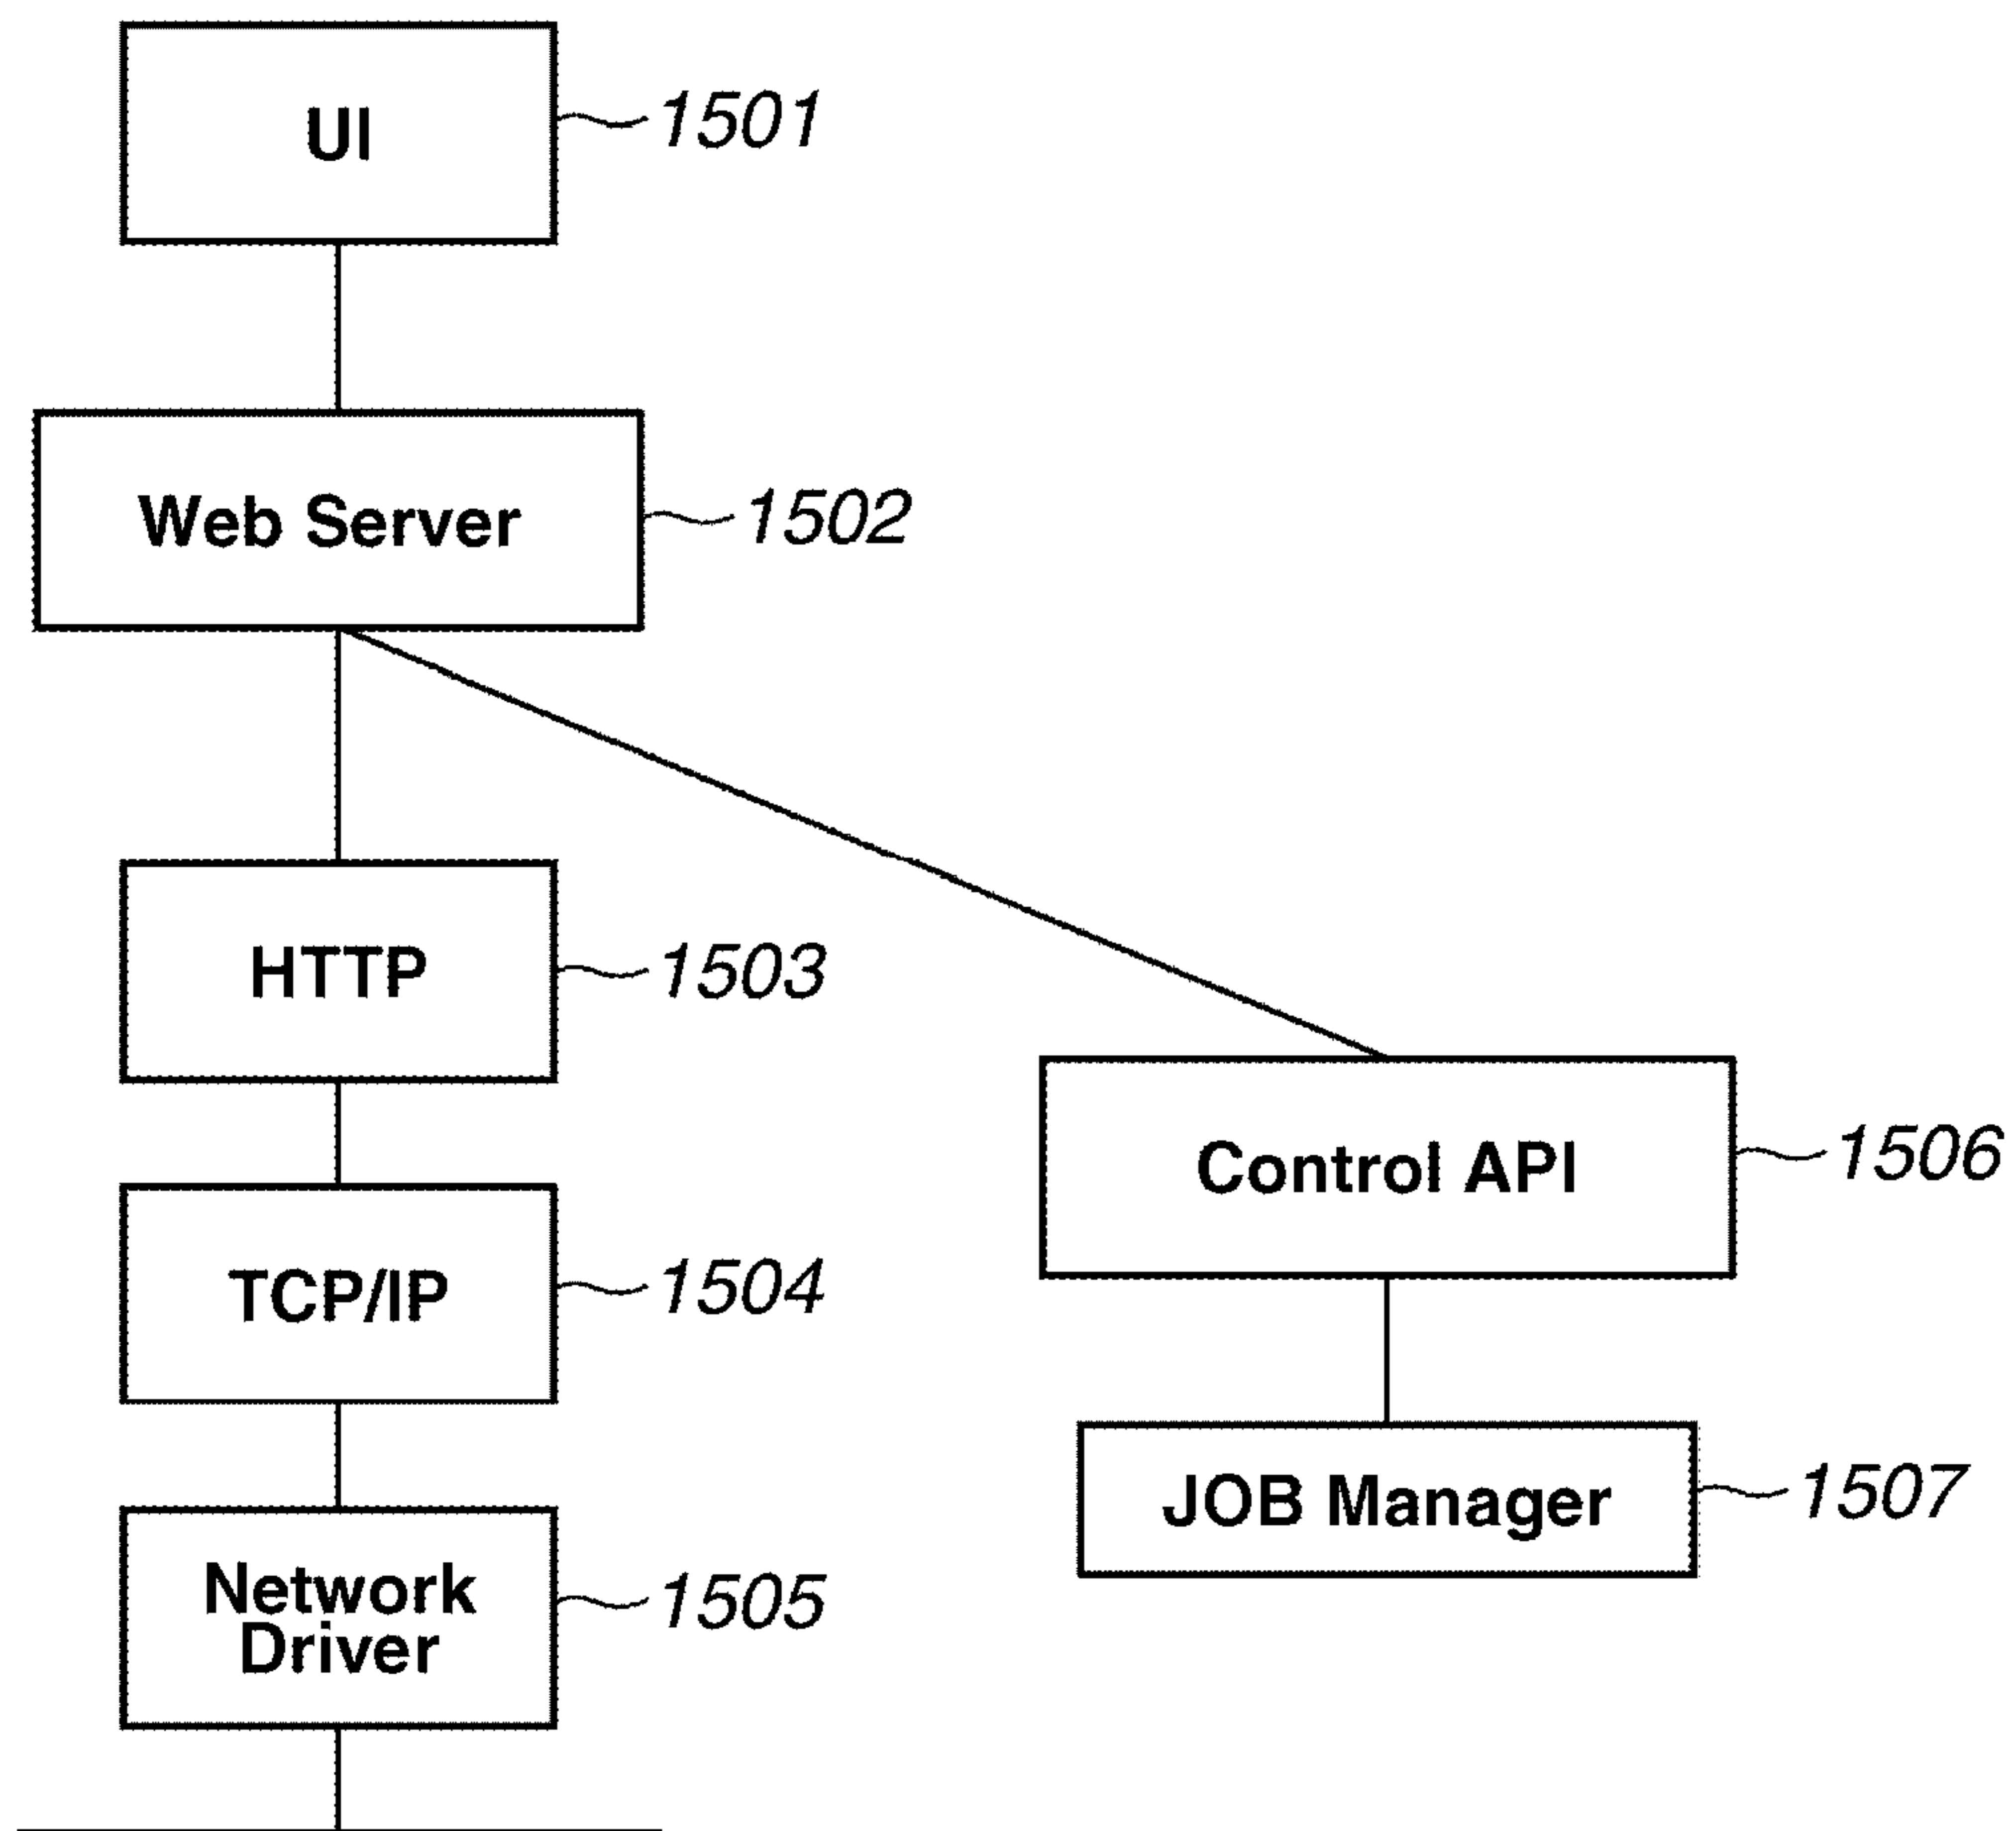 UI
1501
Web Server
1502
HTTP
1503
Control API
1506
TCP/IP
1504
JOB Manager
1507
Network
Driver
1505